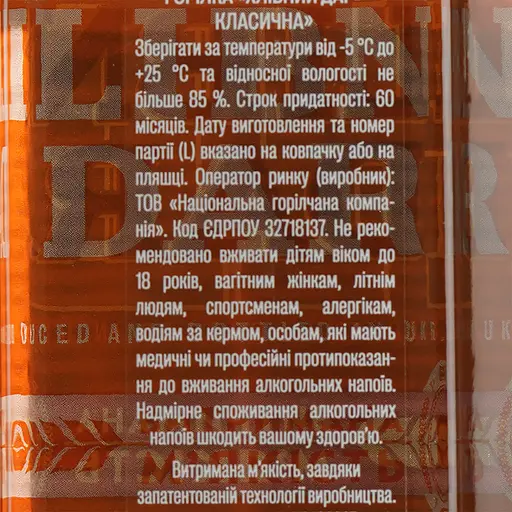 ГОРІЛКА «ХЛІБНИЙ ДАР
КЛАСИЧНА»
Зберігати за температури від -5 °С до
+25 °С та відносної вологості не
більше 85 %. Строк придатності: 60
місяців. Дату виготовлення та номер
партії (L) вказано на ковпачку або на
пляшці. Оператор ринку (виробник):
ТОВ «Національна горілчана компа-
нія». Код ЄДРПОУ 32718137. Не реко-
мендовано вживати дітям віком до
18 років, вагітним жінкам, літнім
людям, спортсменам, алергікам,
водіям за кермом, особам, які мають
медичні чи професійні протипоказан-
ня до вживання алкогольних напоїв.
Надмірне споживання алкогольних
напоїв шкодить вашому здоров'ю.
Витримана м'якість, завдяки
запатентованій технології виробництва.